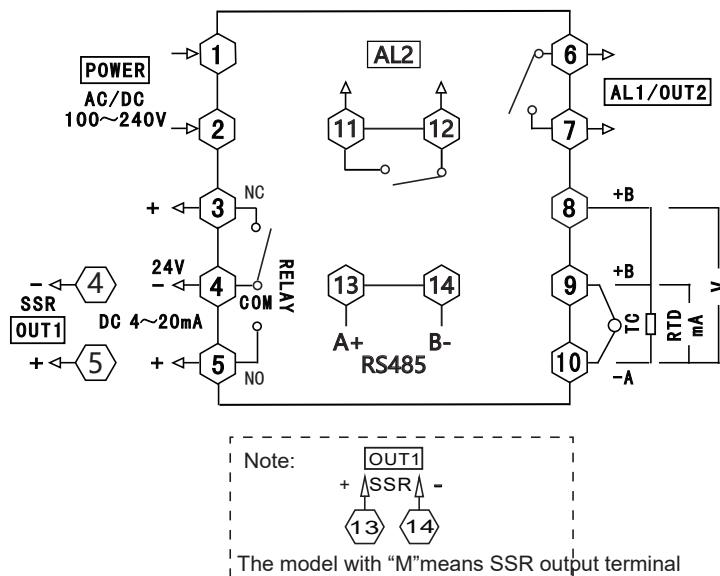 1
POWER
AC/DC
100～240V
2
AL2
11
12
6
7
AL1/OUT2
+
3
NC
24V
-
4
COM
RELAY
DC 4～20mA
+
5
NO
-
4
SSR
OUT1
+
5
13
14
A+
B-
RS485
8
+B
9
+B
10
-A
TC
RTD
mA
V
Note:
OUT1
+ SSR -
13
14
The model with “M”means SSR output terminal